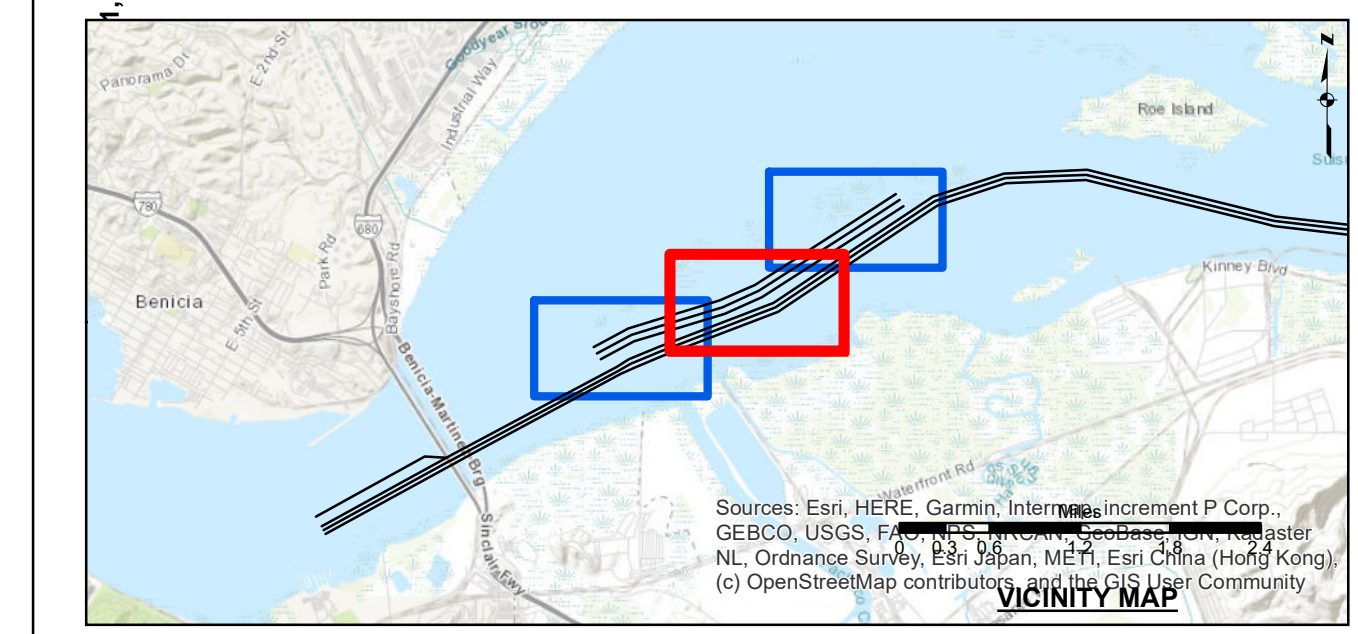 Goodyear Slou
Panorama Dr
E 2nd St
Industrial Way
N
Roe Island
Suis
780
680
Park Rd
Bayshore Rd
Kinney Blvd
Benicia
E 5th St
Benicia-Martinez Brg
Waterfront Rd
Sinclair Fwy
Sources: Esri, HERE, Garmin, Intermap, increment P Corp.,
GEBCO, USGS, FAO, NPS, NRCAN, GeoBase, IGN, Kadaster
NL, Ordnance Survey, Esri Japan, METI, Esri China (Hong Kong),
(c) OpenStreetMap contributors, and the GIS User Community
Miles
0 0.3 0.6 1.2 1.8 2.4
VICINITY MAP